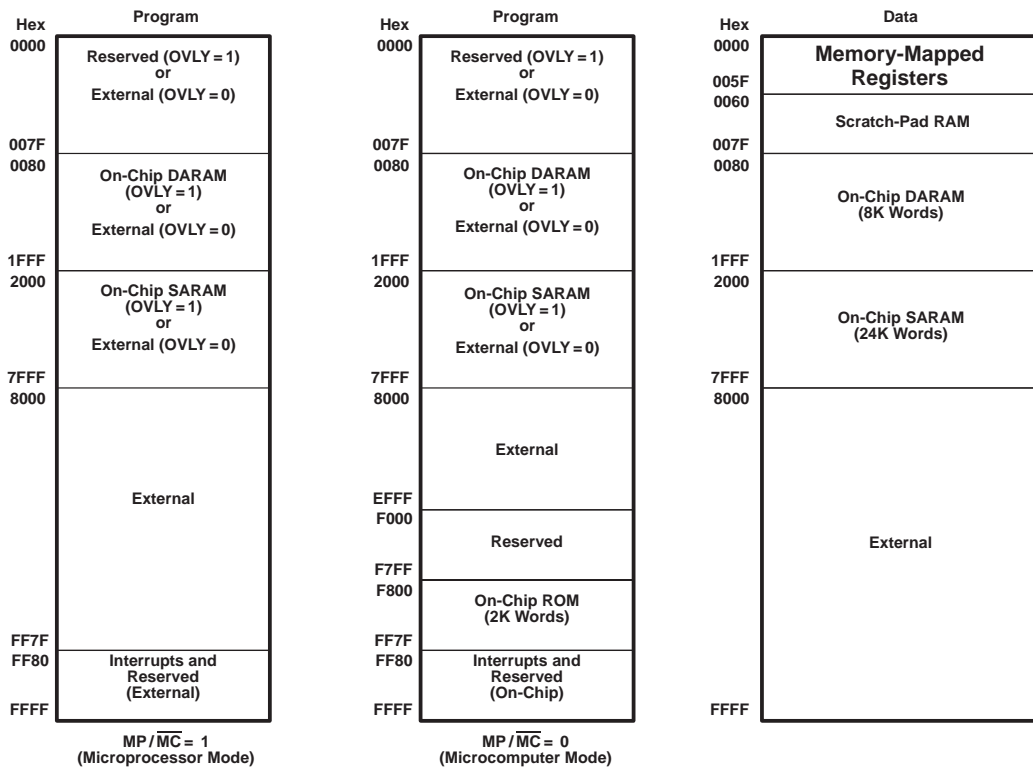 Hex
Program
0000
Reserved (OVLY = 1)
or
External (OVLY = 0)
007F
0080
On-Chip DARAM
(OVLY = 1)
or
External (OVLY = 0)
1FFF
2000
On-Chip SARAM
(OVLY = 1)
or
External (OVLY = 0)
7FFF
8000
External
FF7F
FF80
Interrupts and
Reserved
(External)
FFFF
MP/M̅C̅ = 1
(Microprocessor Mode)
Hex
Program
0000
Reserved (OVLY = 1)
or
External (OVLY = 0)
007F
0080
On-Chip DARAM
(OVLY = 1)
or
External (OVLY = 0)
1FFF
2000
On-Chip SARAM
(OVLY = 1)
or
External (OVLY = 0)
7FFF
8000
External
EFFF
F000
Reserved
F7FF
F800
On-Chip ROM
(2K Words)
FF7F
FF80
Interrupts and
Reserved
(On-Chip)
FFFF
MP/M̅C̅ = 0
(Microcomputer Mode)
Hex
Data
0000
Memory-Mapped
Registers
005F
0060
Scratch-Pad RAM
007F
0080
On-Chip DARAM
(8K Words)
1FFF
2000
On-Chip SARAM
(24K Words)
7FFF
8000
External
FFFF